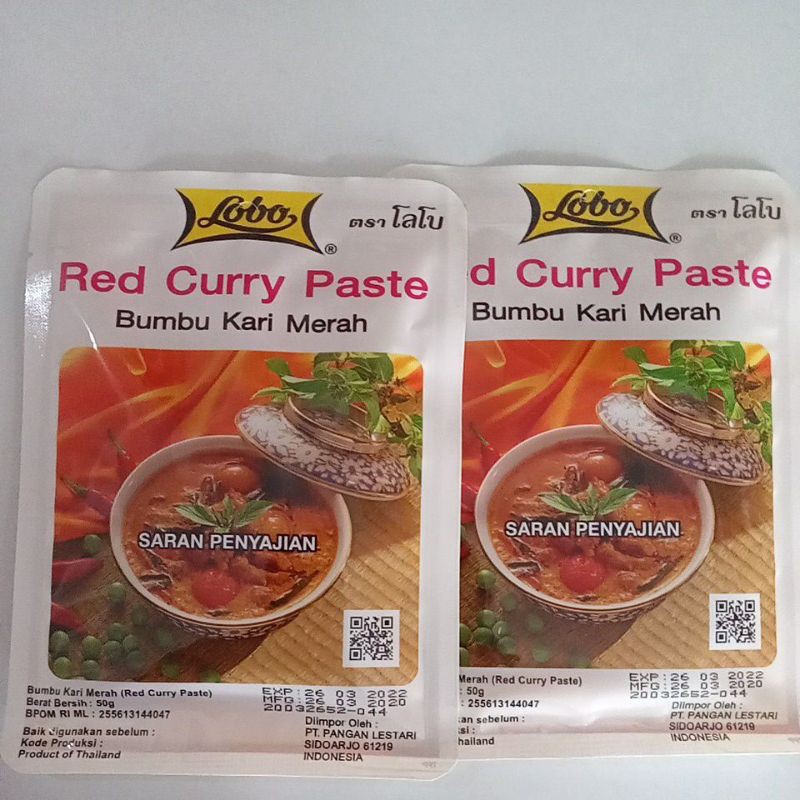 Lobo ® ตรา โลโบ
Red Curry Paste
Bumbu Kari Merah
SARAN PENYAJIAN
Bumbu Kari Merah (Red Curry Paste)
Berat Bersih : 50g
BPOM RI ML : 255613144047
Baik digunakan sebelum :
Kode Produksi :
Product of Thailand
EXP:26 03 2022
MFG:26 03 2020
20032652-044
Diimpor Oleh :
PT. PANGAN LESTARI
SIDOARJO 61219
INDONESIA
Lobo ® ตรา โลโบ
d Curry Paste
Bumbu Kari Merah
SARAN PENYAJIAN
Merah (Red Curry Paste)
: 50g
: 255613144047
kan sebelum :
si :
hailand
EXP:26 03 2022
MFG:26 03 2020
20032652-044
Diimpor Oleh :
PT. PANGAN LESTARI
SIDOARJO 61219
INDONESIA